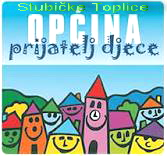 Stubičke Toplice
OPĆINA
prijatelj djece